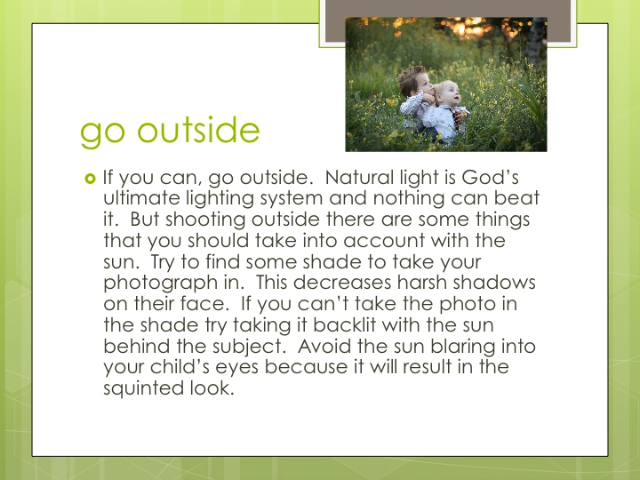 go outside
If you can, go outside.  Natural light is God’s
ultimate lighting system and nothing can beat
it.  But shooting outside there are some things
that you should take into account with the
sun.  Try to find some shade to take your
photograph in.  This decreases harsh shadows
on their face.  If you can’t take the photo in
the shade try taking it backlit with the sun
behind the subject.  Avoid the sun blaring into
your child’s eyes because it will result in the
squinted look.